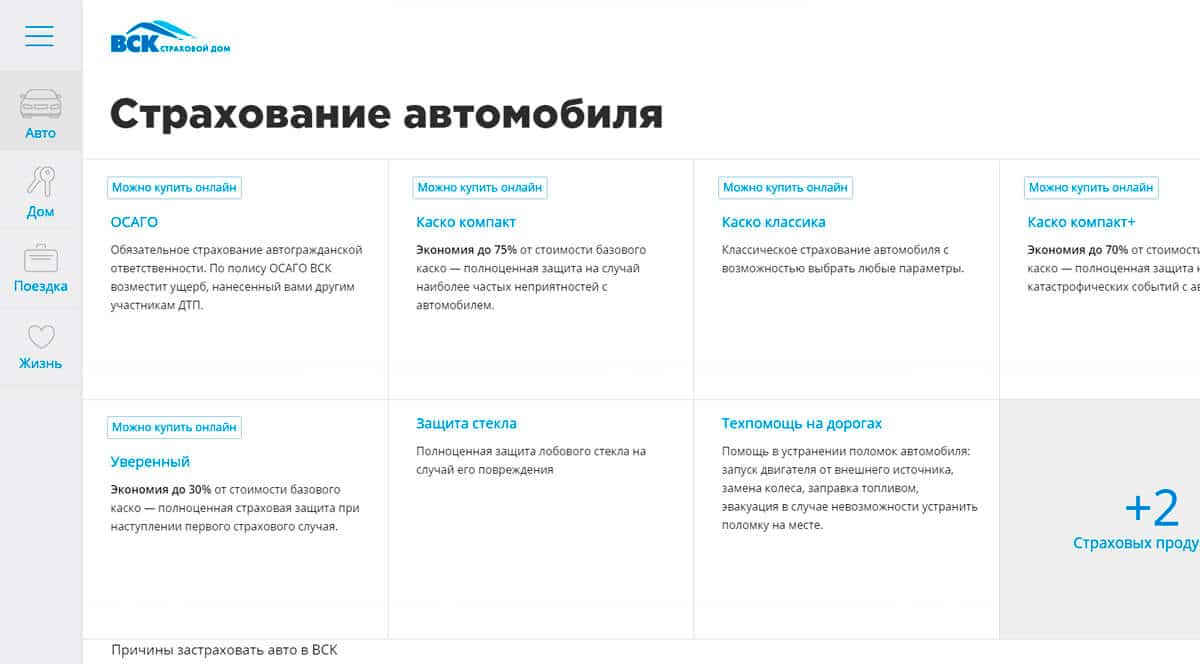 ВСК СТРАХОВОЙ ДОМ
Страхование автомобиля
Авто
Дом
Поездка
Жизнь
Можно купить онлайн
ОСАГО
Обязательное страхование автогражданской
ответственности. По полису ОСАГО ВСК
возместит ущерб, нанесенный вами другим
участникам ДТП.
Можно купить онлайн
Каско компакт
Экономия до 75% от стоимости базового
каско — полноценная защита на случай
наиболее частых неприятностей с
автомобилем.
Можно купить онлайн
Каско классика
Классическое страхование автомобиля с
возможностью выбрать любые параметры.
Можно купить онлайн
Каско компакт+
Экономия до 70% от стоимости
каско — полноценная защита
катастрофических событий с
Можно купить онлайн
Уверенный
Экономия до 30% от стоимости базового
каско — полноценная страховая защита при
наступлении первого страхового случая.
Защита стекла
Полноценная защита лобового стекла на
случай его повреждения
Техпомощь на дорогах
Помощь в устранении поломок автомобиля:
запуск двигателя от внешнего источника,
замена колеса, заправка топливом,
эвакуация в случае невозможности устранить
поломку на месте.
+2
Страховых проду
Причины застраховать авто в ВСК